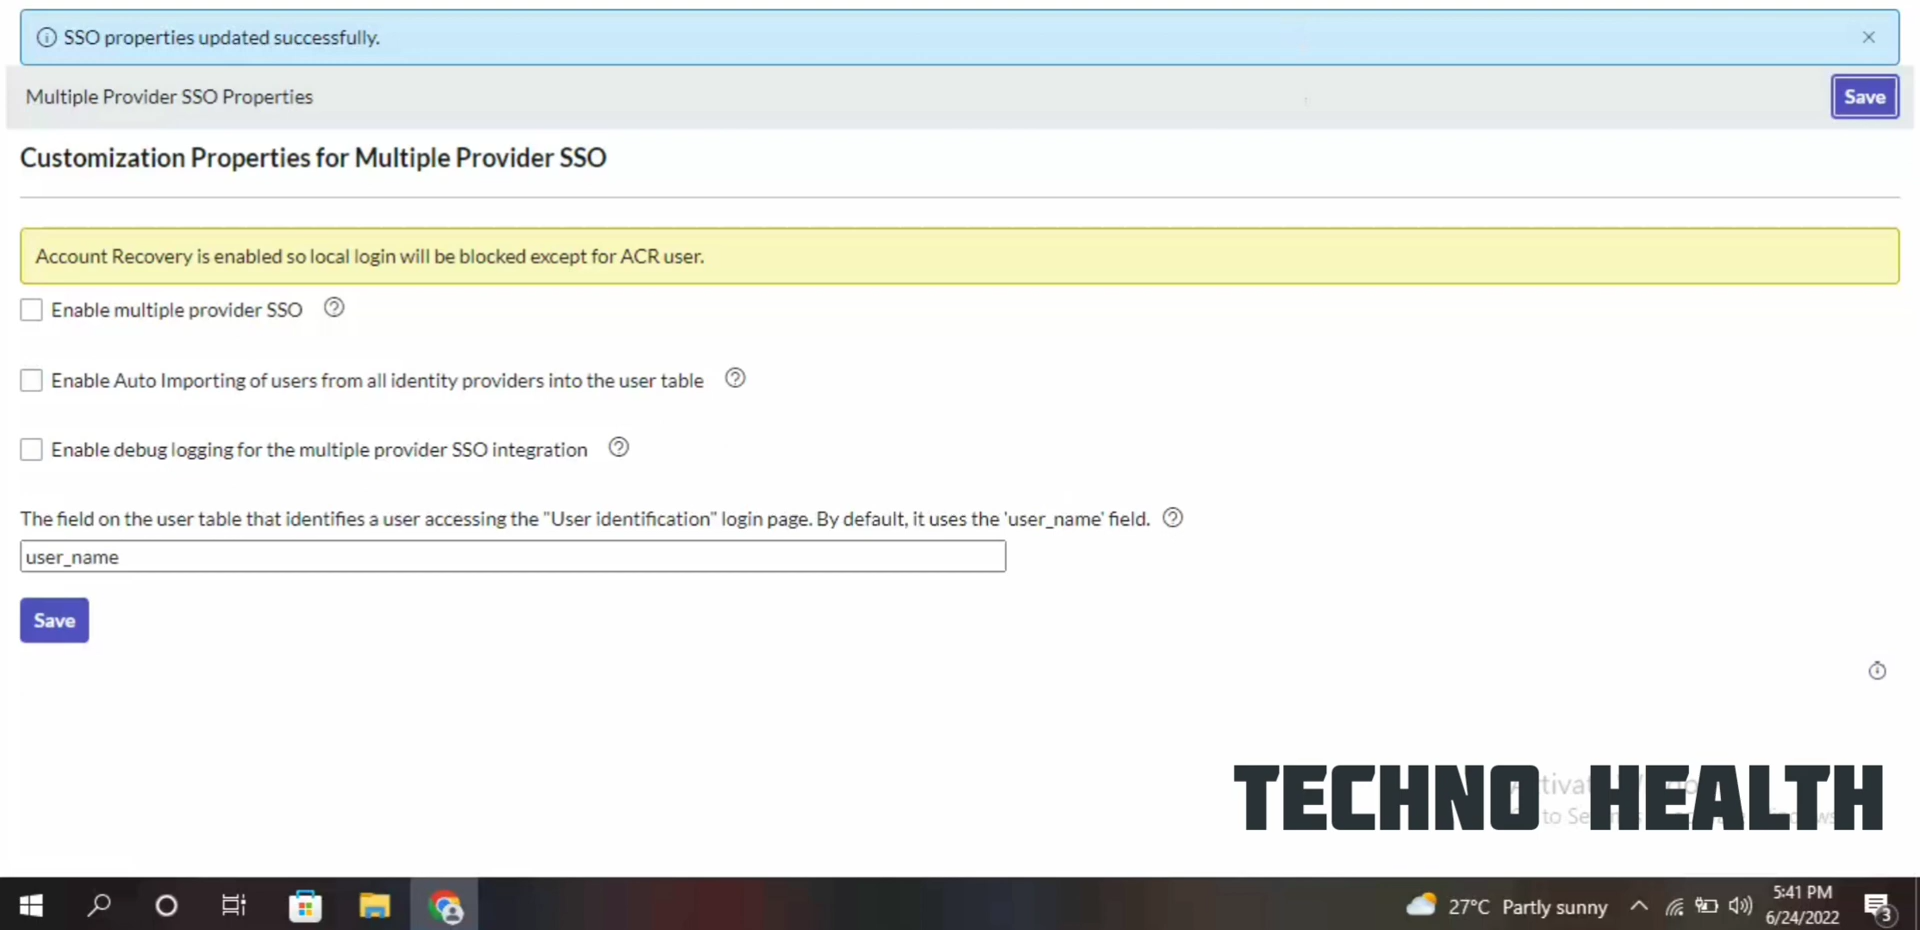 SSO properties updated successfully.
Multiple Provider SSO Properties
Save
Customization Properties for Multiple Provider SSO
Account Recovery is enabled so local login will be blocked except for ACR user.
Enable multiple provider SSO
Enable Auto Importing of users from all identity providers into the user table
Enable debug logging for the multiple provider SSO integration
The field on the user table that identifies a user accessing the "User identification" login page. By default, it uses the 'user_name' field.
user_name
Save
TECHNO HEALTH
27°C Partly sunny
5:41 PM
6/24/2022
3